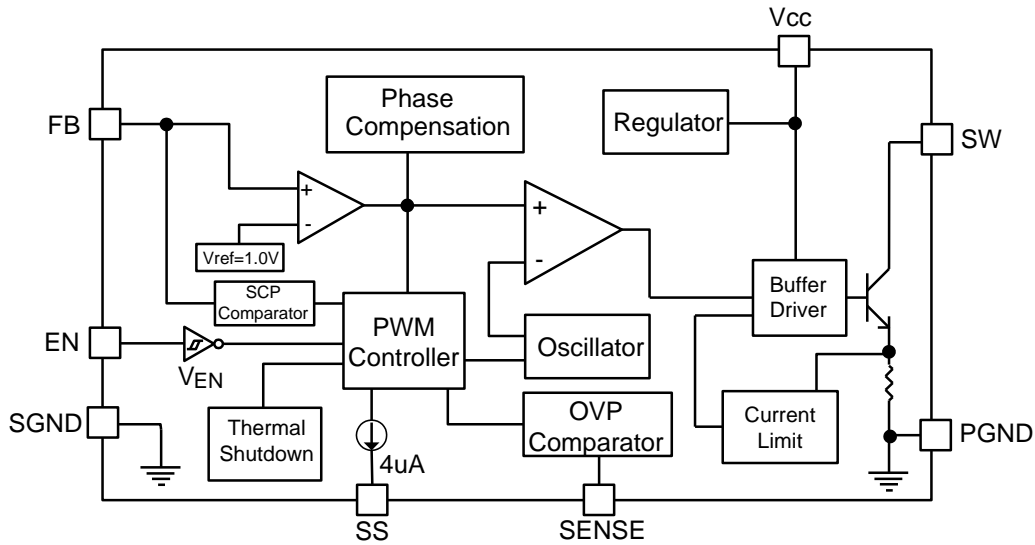 Vcc
FB
Phase
Compensation
Regulator
SW
+
-
+
-
Vref=1.0V
SCP
Comparator
Buffer
Driver
EN
VEN
PWM
Controller
Oscillator
SGND
Thermal
Shutdown
4uA
OVP
Comparator
Current
Limit
PGND
SS
SENSE